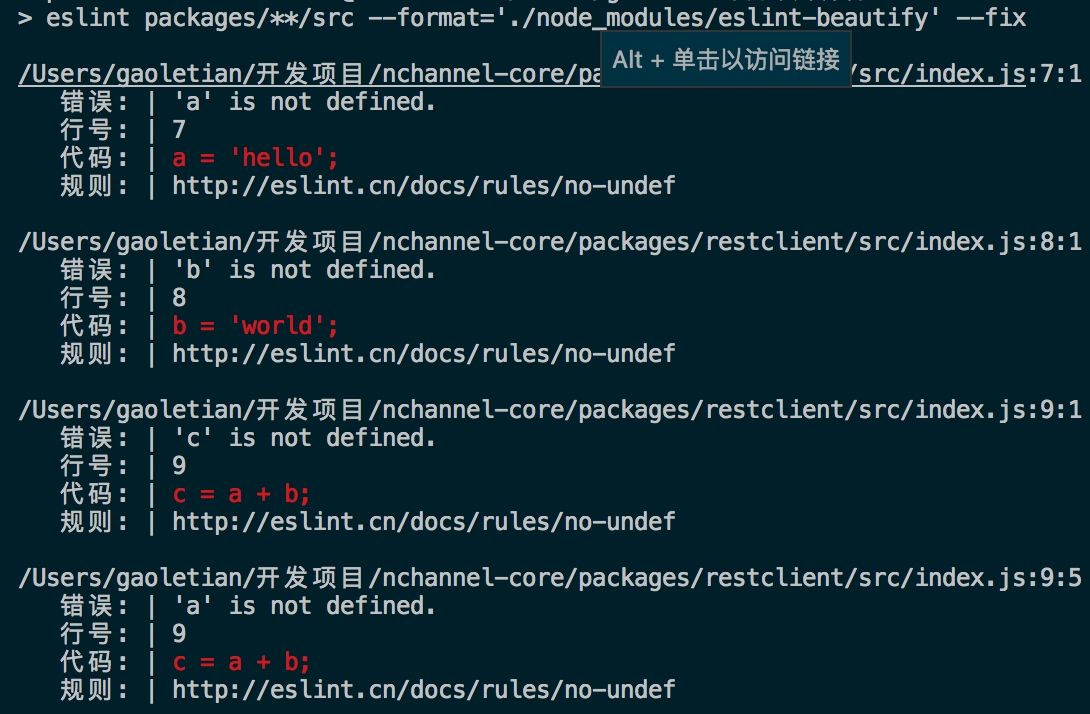 > eslint packages/**/src --format='./node_modules/eslint-beautify' --fix
Alt + 单击以访问链接
/Users/gaoletian/开发项目/nchannel-core/pa /src/index.js:7:1
错误: | 'a' is not defined.
行号: | 7
代码: | a = 'hello';
规则: | http://eslint.cn/docs/rules/no-undef
/Users/gaoletian/开发项目/nchannel-core/packages/restclient/src/index.js:8:1
错误: | 'b' is not defined.
行号: | 8
代码: | b = 'world';
规则: | http://eslint.cn/docs/rules/no-undef
/Users/gaoletian/开发项目/nchannel-core/packages/restclient/src/index.js:9:1
错误: | 'c' is not defined.
行号: | 9
代码: | c = a + b;
规则: | http://eslint.cn/docs/rules/no-undef
/Users/gaoletian/开发项目/nchannel-core/packages/restclient/src/index.js:9:5
错误: | 'a' is not defined.
行号: | 9
代码: | c = a + b;
规则: | http://eslint.cn/docs/rules/no-undef